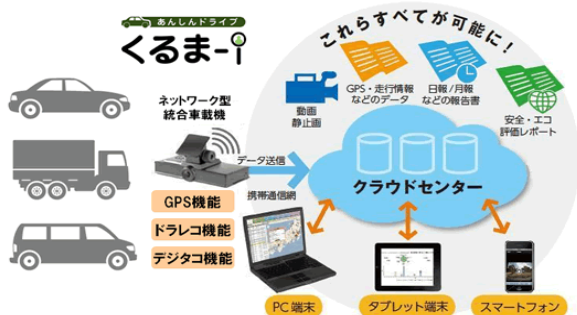 あんしんドライブ
くるまーi
これらすべてが可能に！
ネットワーク型
統合車載機
GPS機能
ドラレコ機能
デジタコ機能
データ送信
携帯通信網
動画
静止画
GPS・走行情報
などのデータ
日報/月報
などの報告書
安全・エコ
評価レポート
クラウドセンター
PC端末
タブレット端末
スマートフォン